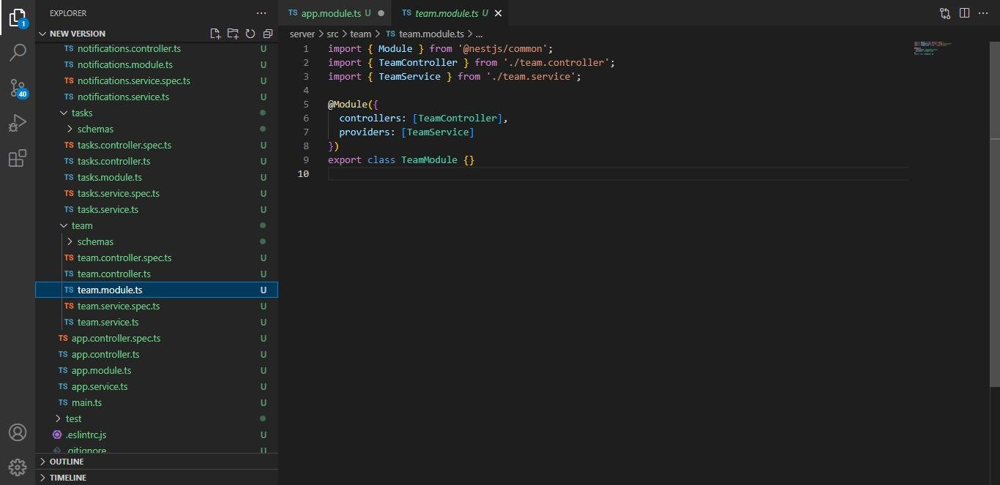 EXPLORER
NEW VERSION
TS notifications.controller.ts U
TS notifications.module.ts U
TS notifications.service.spec.ts U
TS notifications.service.ts U
tasks
schemas
TS tasks.controller.spec.ts U
TS tasks.controller.ts U
TS tasks.module.ts U
TS tasks.service.spec.ts U
TS tasks.service.ts U
team
schemas
TS team.controller.spec.ts U
TS team.controller.ts U
TS team.module.ts U
TS team.service.spec.ts U
TS team.service.ts U
TS app.controller.spec.ts U
TS app.controller.ts U
TS app.module.ts U
TS app.service.ts U
TS main.ts U
test
.eslintrc.js U
.gitignore U
OUTLINE
TIMELINE
1
40
TS app.module.ts U
TS team.module.ts U
server > src > team > TS team.module.ts > ...
1 import { Module } from '@nestjs/common';
2 import { TeamController } from './team.controller';
3 import { TeamService } from './team.service';
4
5 @Module({
6 controllers: [TeamController],
7 providers: [TeamService]
8 })
9 export class TeamModule {}
10